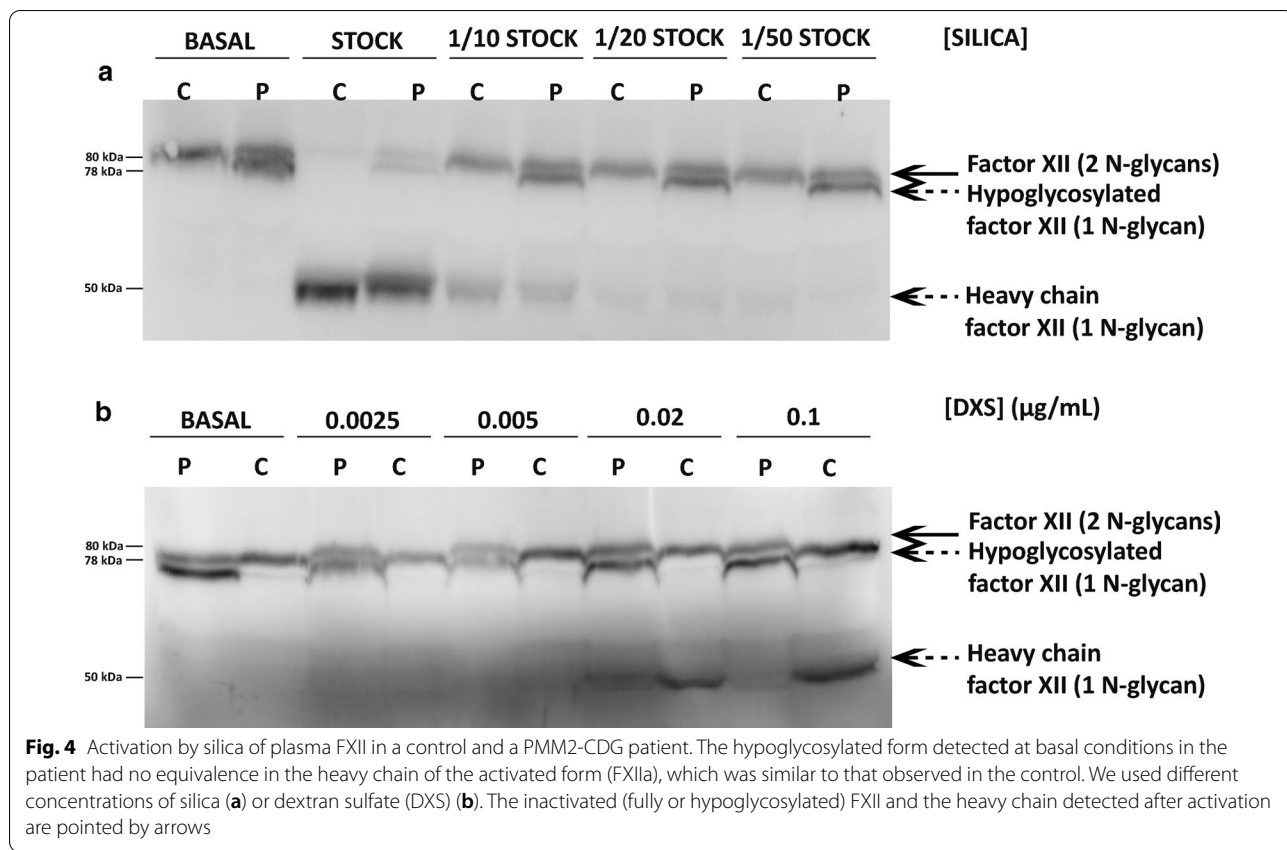 BASAL STOCK 1/10 STOCK 1/20 STOCK 1/50 STOCK [SILICA]
a
C P C P C P C P C P
80 kDa
78 kDa
50 kDa
Factor XII (2 N-glycans)
Hypoglycosylated
factor XII (1 N-glycan)
Heavy chain
factor XII (1 N-glycan)
b
BASAL 0.0025 0.005 0.02 0.1 [DXS] (µg/mL)
P C P C P C P C P C
80 kDa
78 kDa
50 kDa
Factor XII (2 N-glycans)
Hypoglycosylated
factor XII (1 N-glycan)
Heavy chain
factor XII (1 N-glycan)
Fig. 4 Activation by silica of plasma FXII in a control and a PMM2-CDG patient. The hypoglycosylated form detected at basal conditions in the
patient had no equivalence in the heavy chain of the activated form (FXIIa), which was similar to that observed in the control. We used different
concentrations of silica (a) or dextran sulfate (DXS) (b). The inactivated (fully or hypoglycosylated) FXII and the heavy chain detected after activation
are pointed by arrows